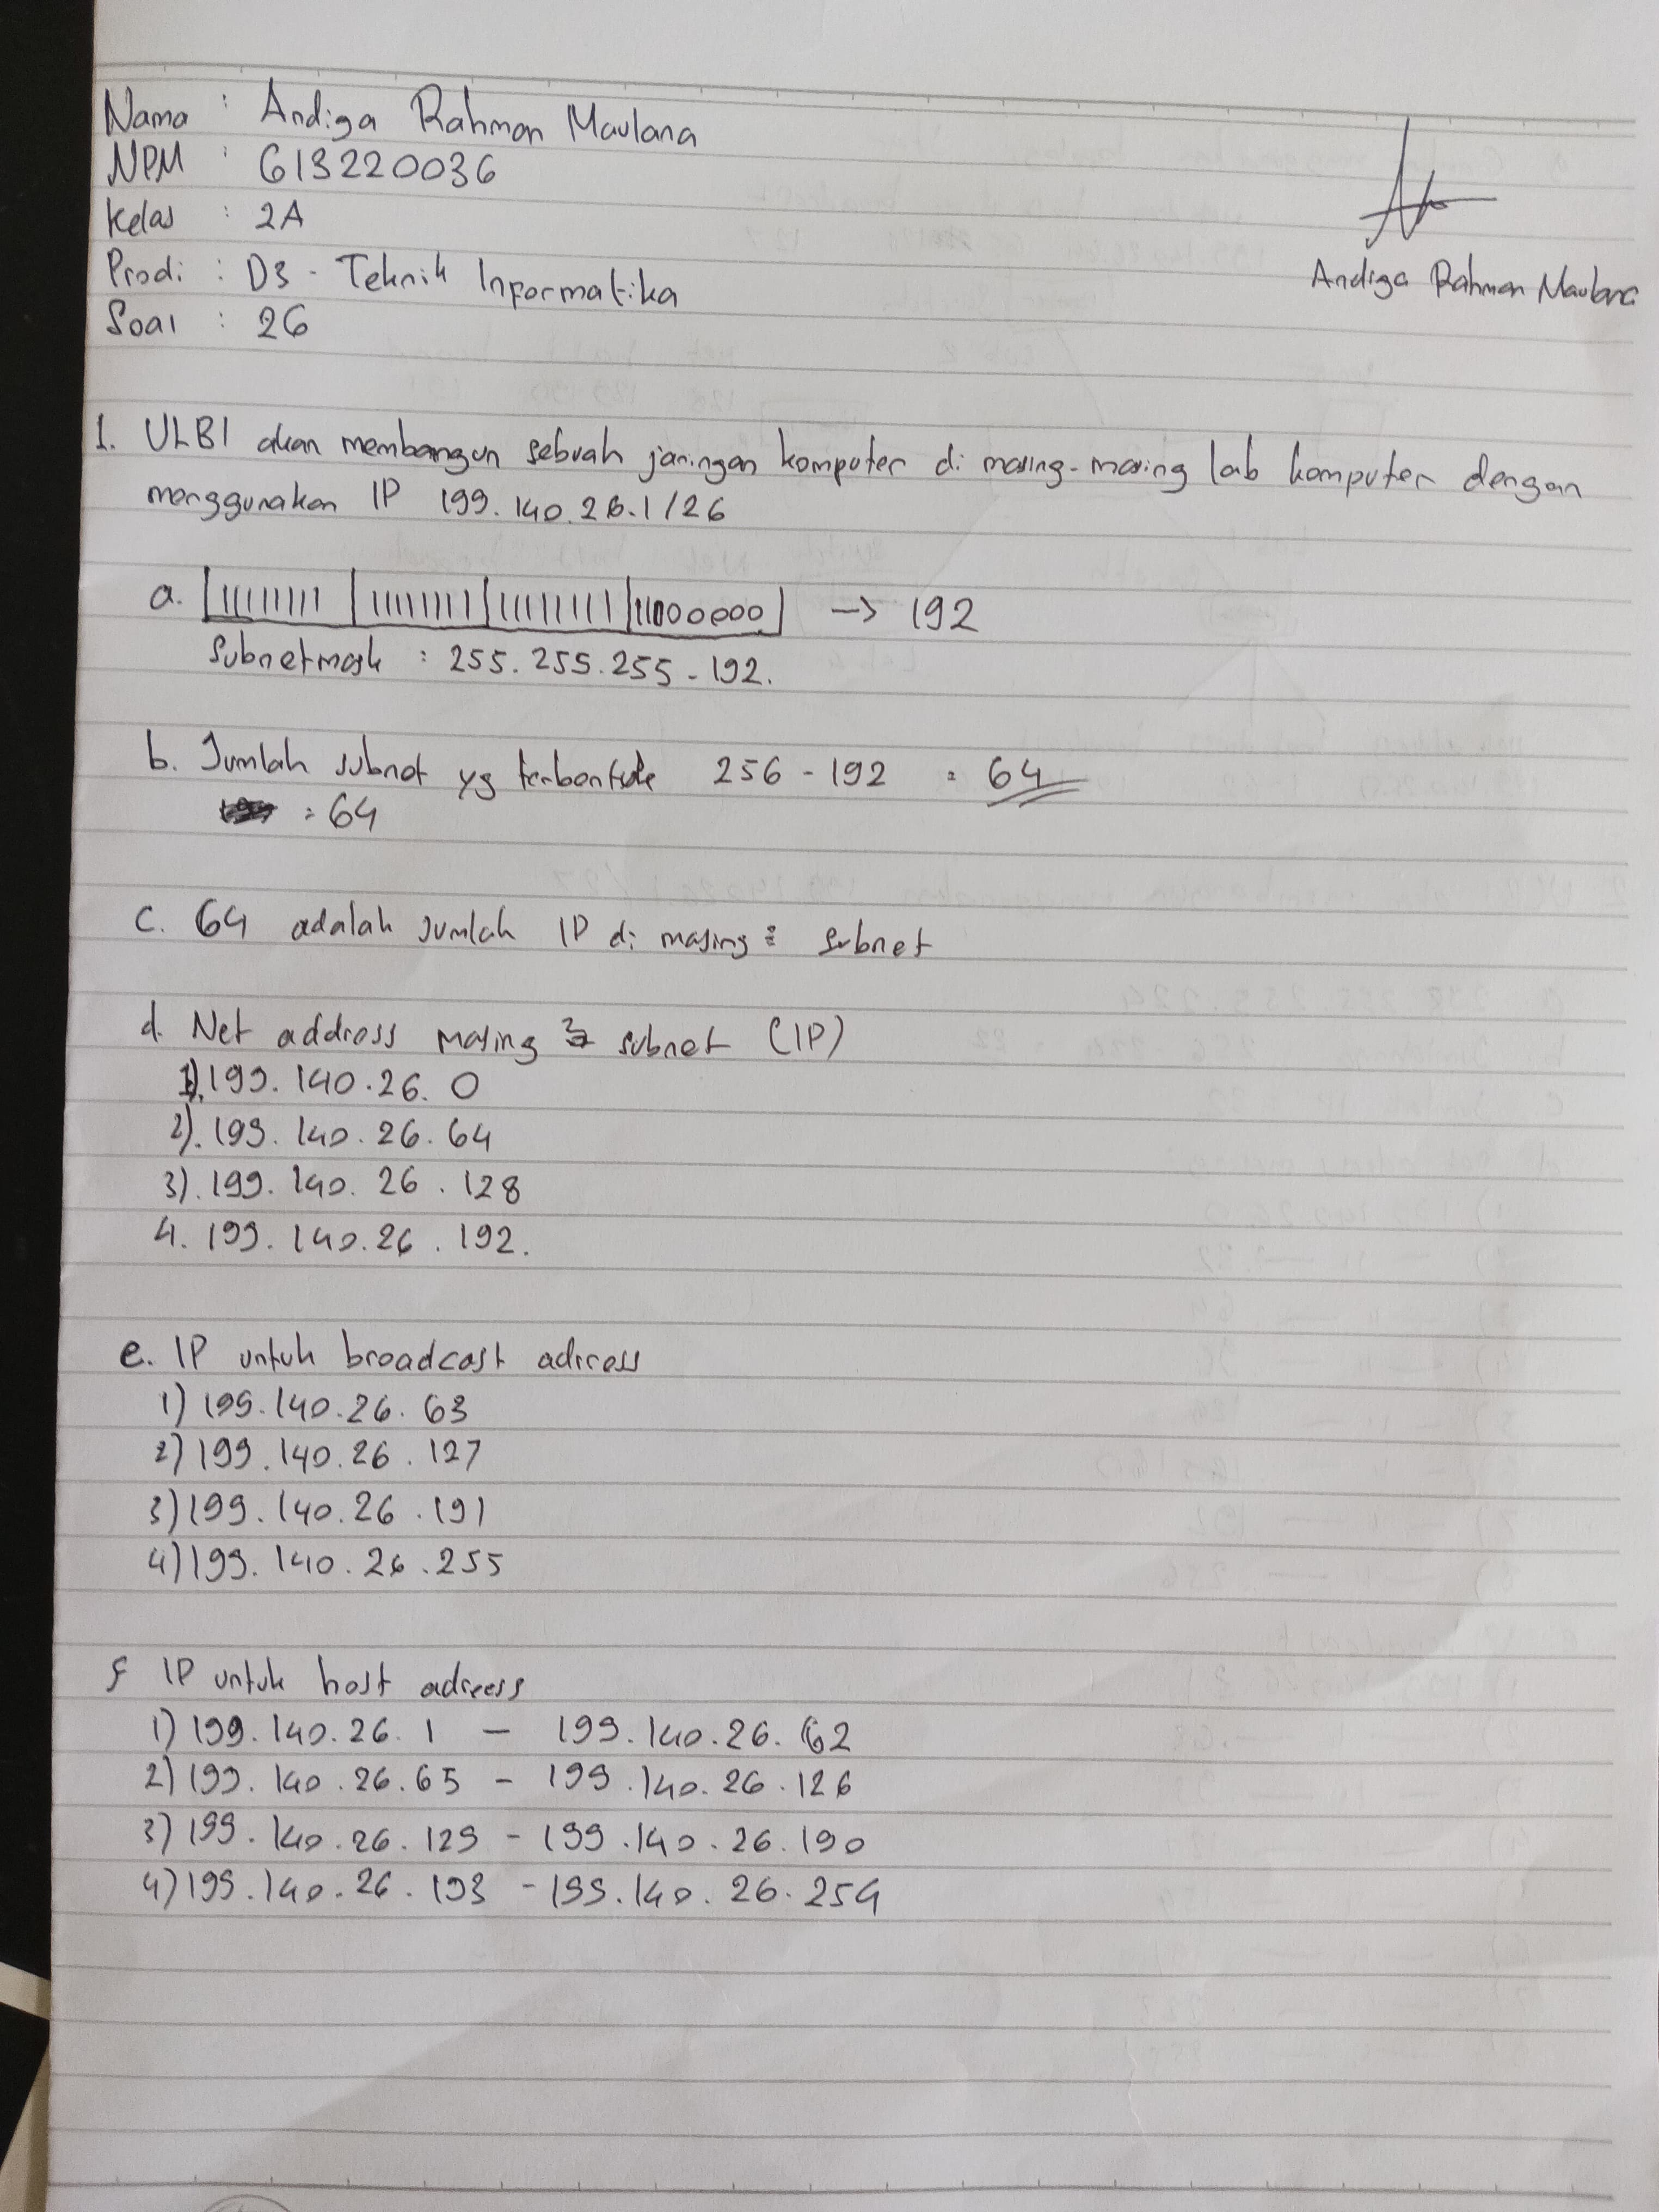 Nama : Andiga Rahman Maulana
NPM : 613220036
Kelas : 2A
Prodi : D3 - Teknik Informatika
Soal : 26
Andiga Rahman Maulana
1. ULBI akan membangun sebuah jaringan komputer di masing-masing lab komputer dengan
menggunakan IP 199.140.26.1/26
a. 11111111 | 11111111 | 11111111 | 11000000 -> 192
Subnetmask : 255.255.255.192.
b. Jumlah subnet yg terbentuk 256 - 192 = 64
= 64
c. 64 adalah Jumlah IP di masing2 subnet
d. Net address masing2 subnet (IP)
1). 199.140.26.0
2). 199.140.26.64
3). 199.140.26.128
4. 199.140.26.192.
e. IP untuk broadcast adress
1) 199.140.26.63
2) 199.140.26.127
3) 199.140.26.191
4) 199.140.26.255
f IP untuk host adress
1) 199.140.26.1 - 199.140.26.62
2) 199.140.26.65 - 199.140.26.126
3) 199.140.26.129 - 199.140.26.190
4) 199.140.26.193 - 199.140.26.254